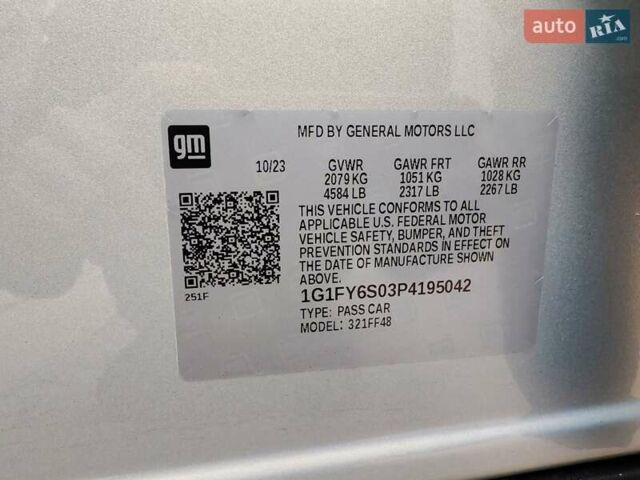 auto RIA
.com
gm
MFD BY GENERAL MOTORS LLC
10/23 GVWR GAWR FRT GAWR RR
2079 KG 1051 KG 1028 KG
4584 LB 2317 LB 2267 LB
THIS VEHICLE CONFORMS TO ALL
APPLICABLE U.S. FEDERAL MOTOR
VEHICLE SAFETY, BUMPER, AND THEFT
PREVENTION STANDARDS IN EFFECT ON
THE DATE OF MANUFACTURE SHOWN
ABOVE.
251F
1G1FY6S03P4195042
TYPE: PASS CAR
MODEL: 321FF48